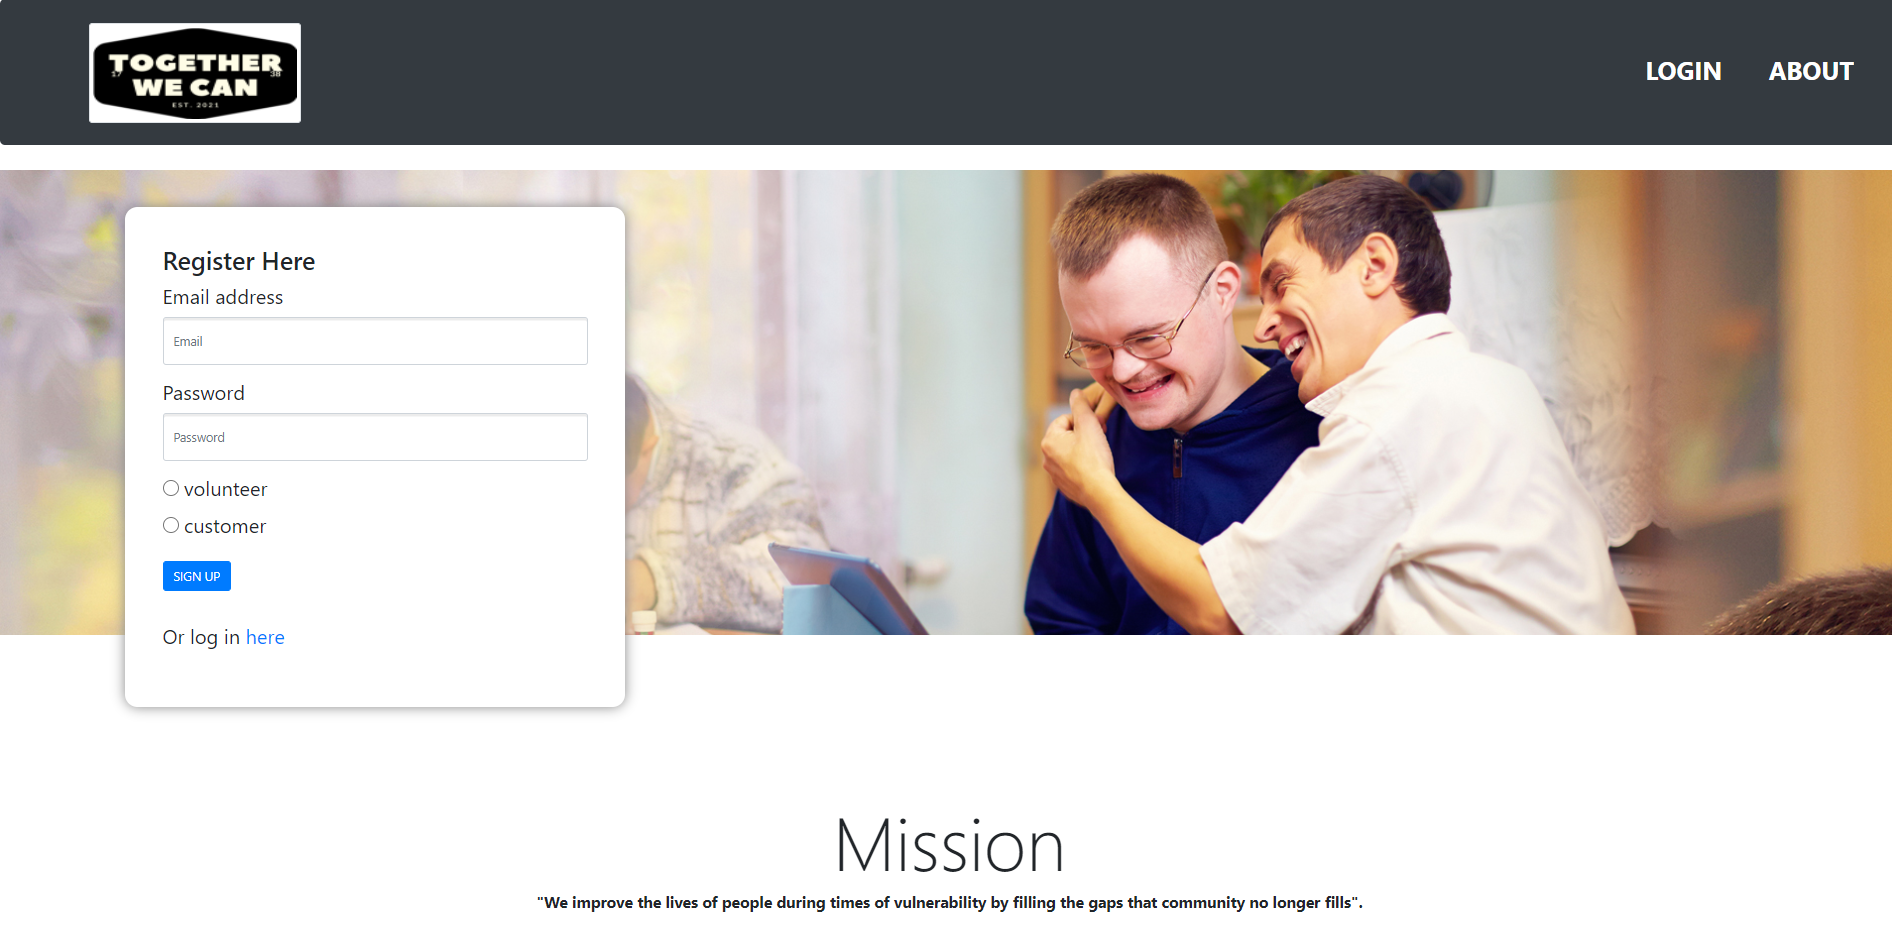 TOGETHER
17 38
WE CAN
EST. 2021
LOGIN ABOUT
Register Here
Email address
Email
Password
Password
volunteer
customer
SIGN UP
Or log in here
Mission
"We improve the lives of people during times of vulnerability by filling the gaps that community no longer fills".